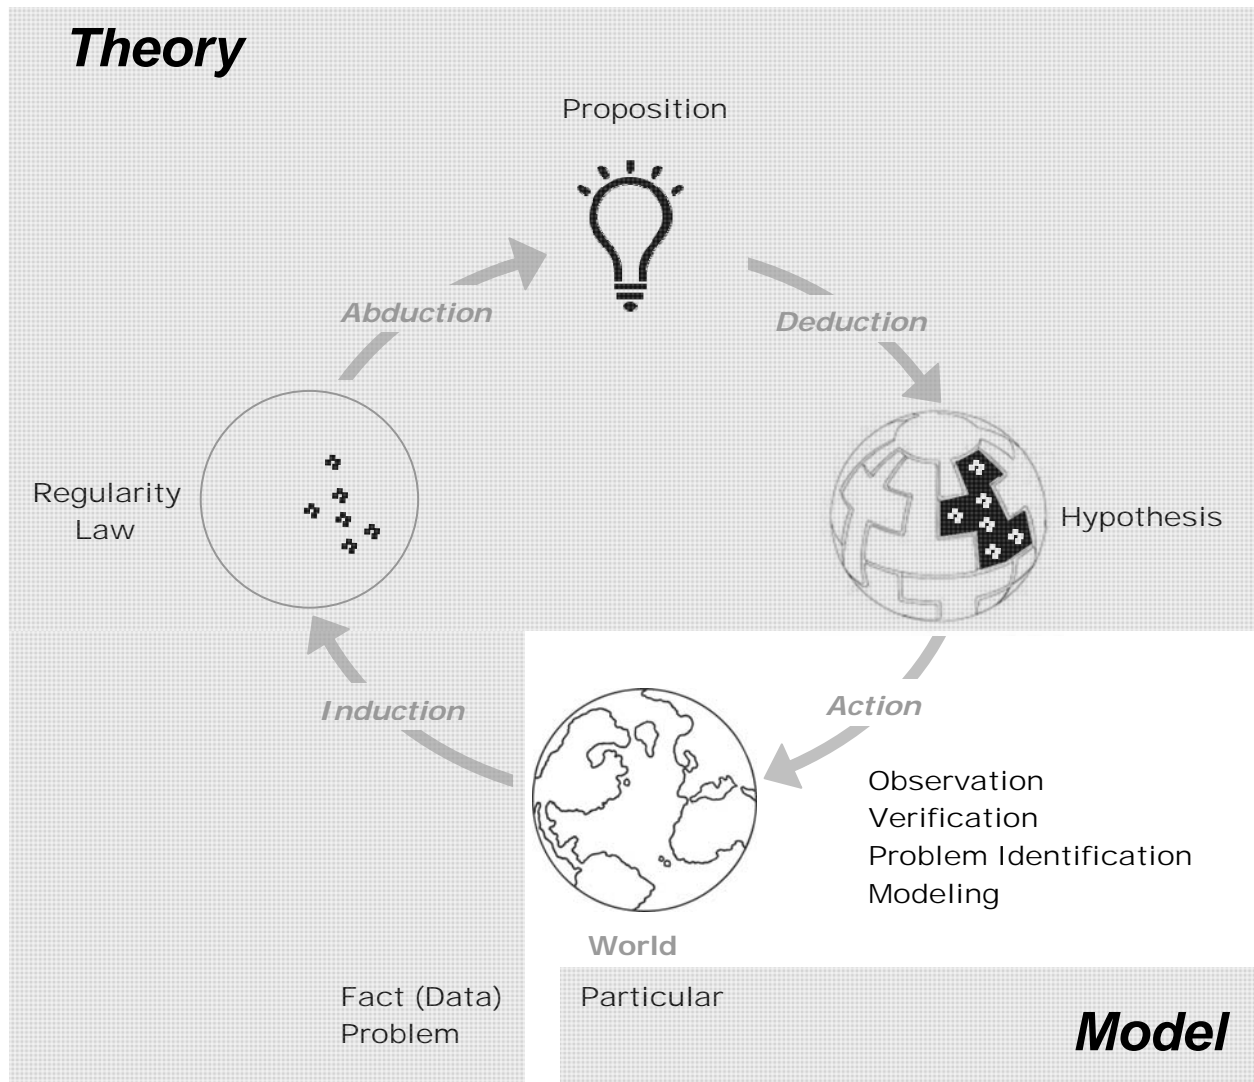 Theory
Proposition
Abduction
Deduction
Regularity
Law
Hypothesis
Induction
Action
Observation
Verification
Problem Identification
Modeling
World
Fact (Data)
Problem
Particular
Model